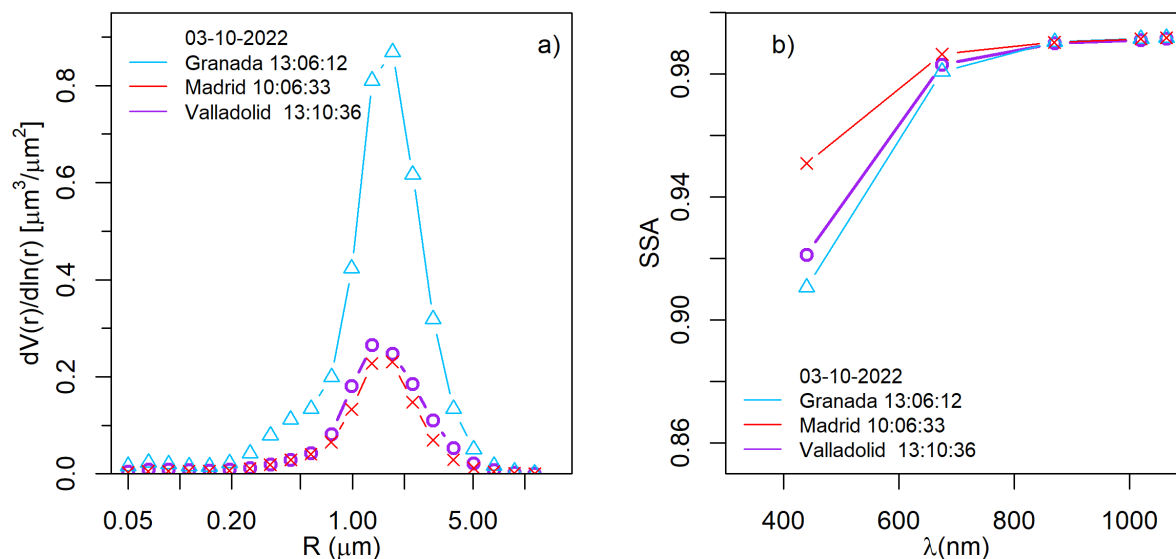 03-10-2022
Granada 13:06:12
Madrid 10:06:33
Valladolid  13:10:36
a)
dV(r)/dln(r) [μm³/μm²]
0.8
0.6
0.4
0.2
0.0
0.05 0.20 1.00 5.00
R (μm)
b)
SSA
0.98
0.94
0.90
0.86
03-10-2022
Granada 13:06:12
Madrid 10:06:33
Valladolid  13:10:36
400 600 800 1000
λ(nm)